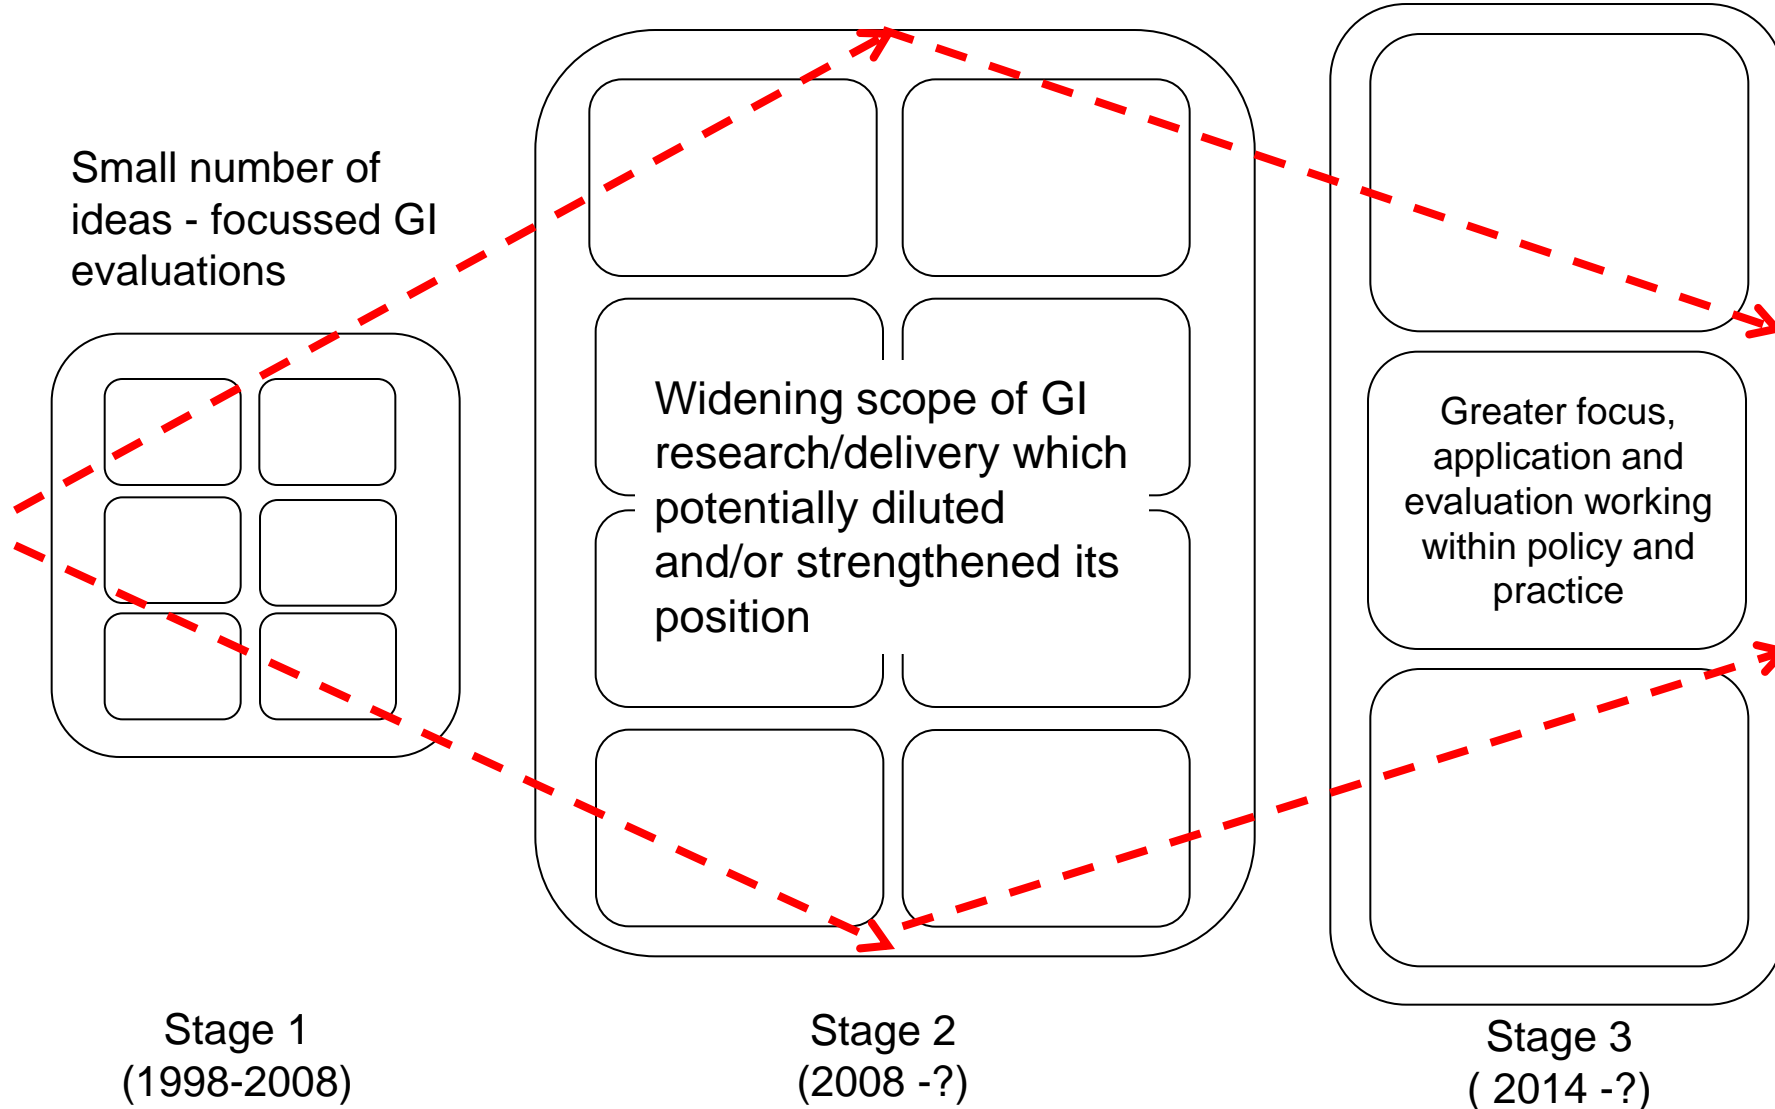 Small number of
ideas - focussed GI
evaluations
Widening scope of GI
research/delivery which
potentially diluted
and/or strengthened its
position
Greater focus,
application and
evaluation working
within policy and
practice
Stage 1
(1998-2008)
Stage 2
(2008 -?)
Stage 3
( 2014 -?)